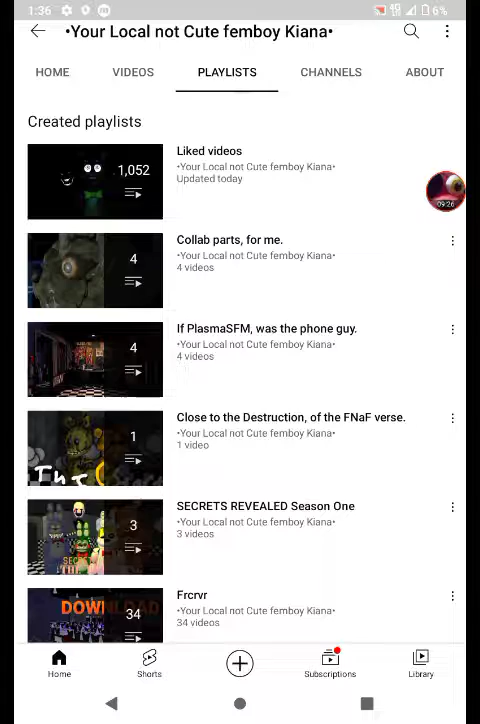 1:36
4G
6%
•Your Local not Cute femboy Kiana•
HOME
VIDEOS
PLAYLISTS
CHANNELS
ABOUT
Created playlists
1,052
Liked videos
•Your Local not Cute femboy Kiana•
Updated today
09:26
4
Collab parts, for me.
•Your Local not Cute femboy Kiana•
4 videos
4
If PlasmaSFM, was the phone guy.
•Your Local not Cute femboy Kiana•
4 videos
1
Close to the Destruction, of the FNaF verse.
•Your Local not Cute femboy Kiana•
1 video
3
SECRETS REVEALED Season One
•Your Local not Cute femboy Kiana•
3 videos
DOWNLOAD
34
Frcrvr
•Your Local not Cute femboy Kiana•
34 videos
Home
Shorts
Subscriptions
Library